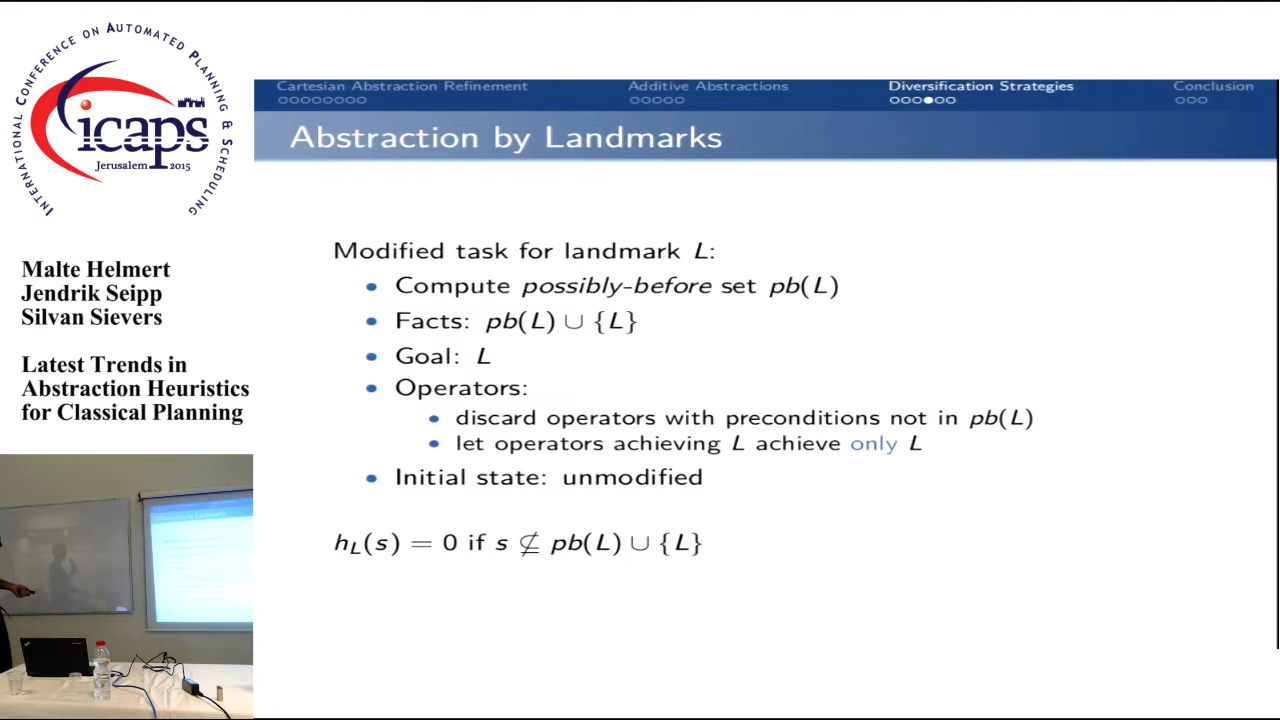 INTERNATIONAL CONFERENCE ON AUTOMATED PLANNING & SCHEDULING
icaps
Jerusalem 2015
Malte Helmert
Jendrik Seipp
Silvan Sievers
Latest Trends in
Abstraction Heuristics
for Classical Planning
Cartesian Abstraction Refinement Additive Abstractions Diversification Strategies Conclusion
Abstraction by Landmarks
Modified task for landmark L:
• Compute possibly-before set pb(L)
• Facts: pb(L) ∪ {L}
• Goal: L
• Operators:
• discard operators with preconditions not in pb(L)
• let operators achieving L achieve only L
• Initial state: unmodified
h_L(s) = 0 if s ⊈ pb(L) ∪ {L}